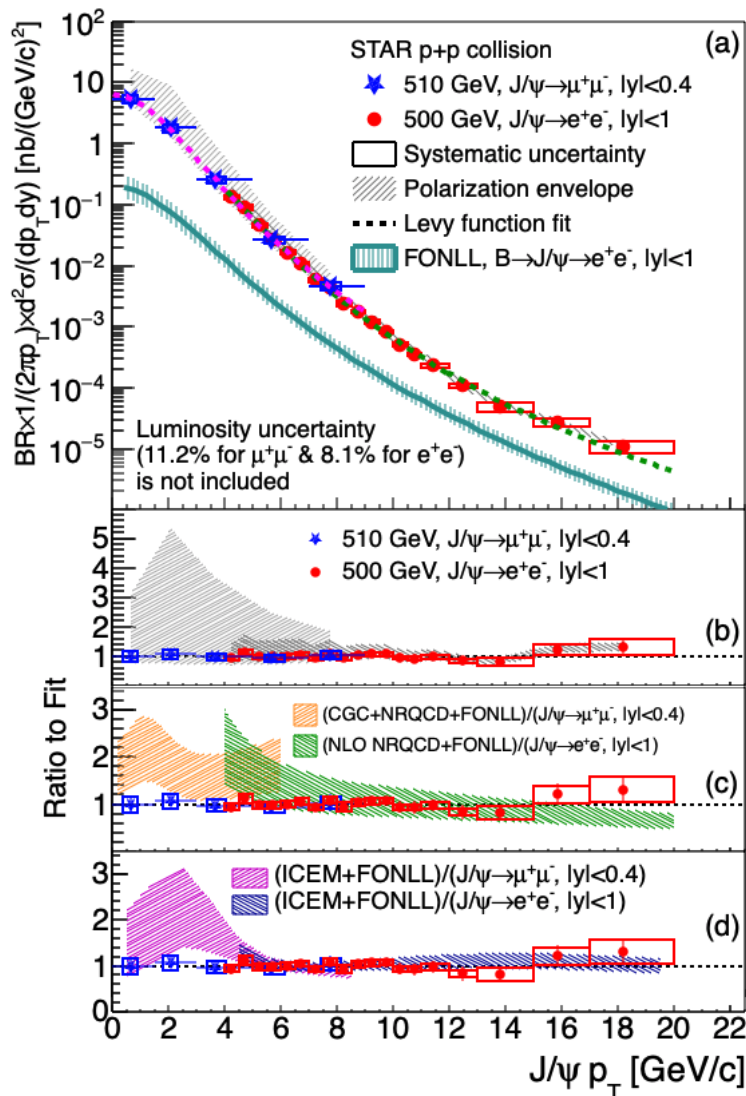 BR×1/(2πp_T)×d²σ/(dp_Tdy) [nb/(GeV/c)²]
10²
10
1
10⁻¹
10⁻²
10⁻³
10⁻⁴
10⁻⁵
(a)
STAR p+p collision
510 GeV, J/ψ→μ⁺μ⁻, |y|<0.4
500 GeV, J/ψ→e⁺e⁻, |y|<1
Systematic uncertainty
Polarization envelope
Levy function fit
FONLL, B→J/ψ→e⁺e⁻, |y|<1
Luminosity uncertainty
(11.2% for μ⁺μ⁻ & 8.1% for e⁺e⁻)
is not included
Ratio to Fit
5
4
3
2
1
510 GeV, J/ψ→μ⁺μ⁻, |y|<0.4
500 GeV, J/ψ→e⁺e⁻, |y|<1
(b)
3
2
1
(CGC+NRQCD+FONLL)/(J/ψ→μ⁺μ⁻, |y|<0.4)
(NLO NRQCD+FONLL)/(J/ψ→e⁺e⁻, |y|<1)
(c)
3
2
1
0
(ICEM+FONLL)/(J/ψ→μ⁺μ⁻, |y|<0.4)
(ICEM+FONLL)/(J/ψ→e⁺e⁻, |y|<1)
(d)
0 2 4 6 8 10 12 14 16 18 20 22
J/ψ p_T [GeV/c]